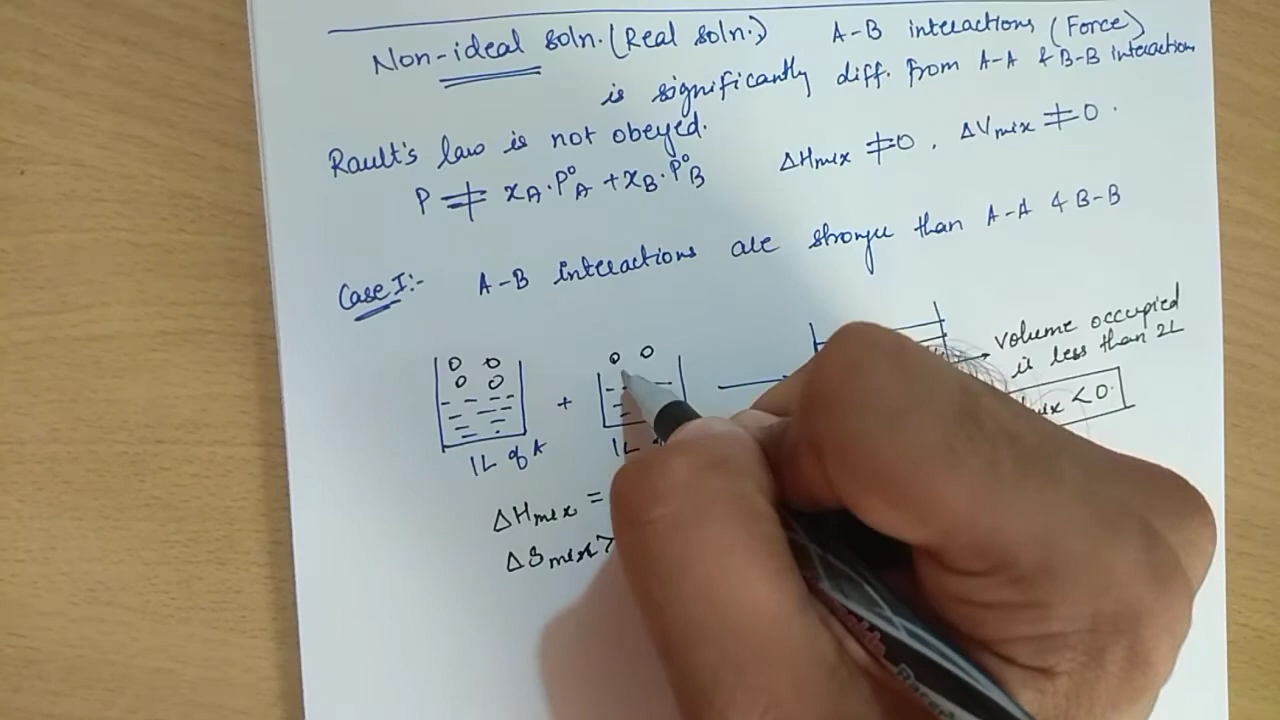 Non-ideal soln. (Real soln.) A-B interactions (Force)
is significantly diff. from A-A & B-B interaction
Rault's law is not obeyed.
P ≠ xA.P°A + xB.P°B ΔHmix ≠ 0, ΔVmix ≠ 0.
Case I:- A-B interactions are stronger than A-A & B-B
volume occupied
is less than 2L
+
1L of A 1L
<0.
ΔHmix =
ΔSmix >